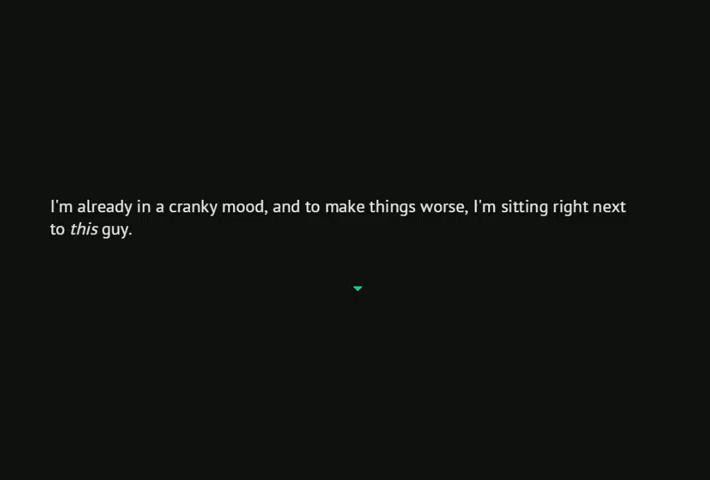 I'm already in a cranky mood, and to make things worse, I'm sitting right next
to this guy.